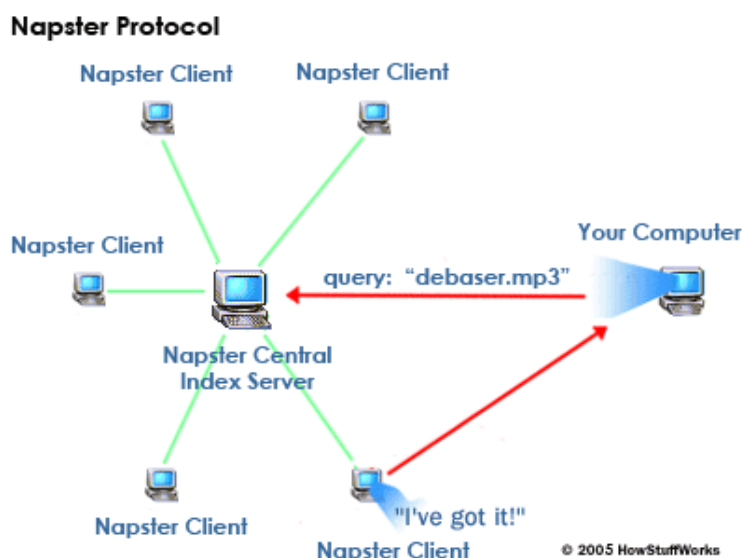 Napster Protocol
Napster Client
Napster Client
Napster Client
Your Computer
query: "debaser.mp3"
Napster Central
Index Server
Napster Client
"I've got it!"
Napster Client
© 2005 HowStuffWorks